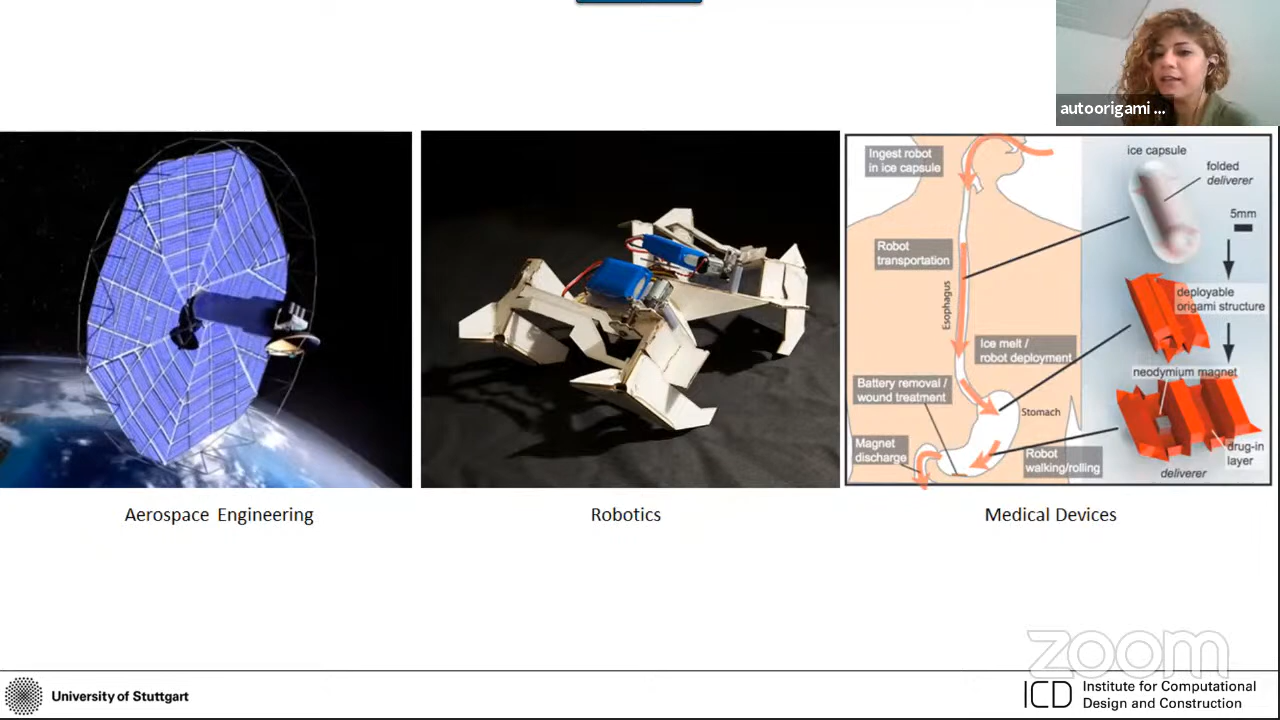 autoorigami ...
Ingest robot
in ice capsule
Robot
transportation
Esophagus
Ice melt /
robot deployment
Battery removal /
wound treatment
Stomach
Magnet
discharge
Robot
walking/rolling
ice capsule
folded
deliverer
5mm
deployable
origami structure
neodymium magnet
drug-in
layer
deliverer
Aerospace Engineering
Robotics
Medical Devices
zoom
University of Stuttgart
ICD
Institute for Computational
Design and Construction